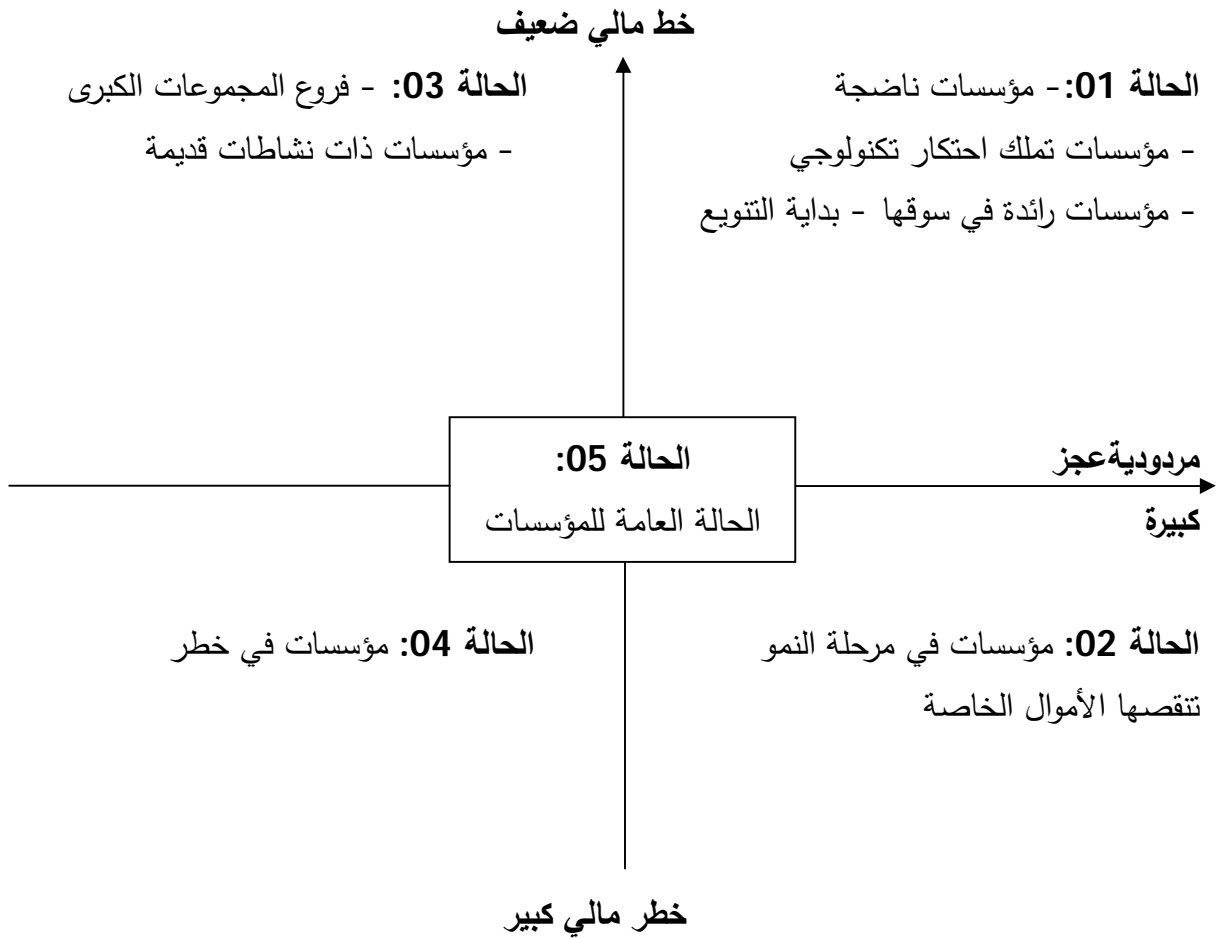 خط مالي ضعيف
الحالة 01: - مؤسسات ناضجة
- مؤسسات تملك احتكار تكنولوجي
- مؤسسات رائدة في سوقها - بداية التنويع
الحالة 03: - فروع المجموعات الكبرى
- مؤسسات ذات نشاطات قديمة
مردوديةعجز
كبيرة
الحالة 05:
الحالة العامة للمؤسسات
الحالة 02: مؤسسات في مرحلة النمو
تنقصها الأموال الخاصة
الحالة 04: مؤسسات في خطر
خطر مالي كبير